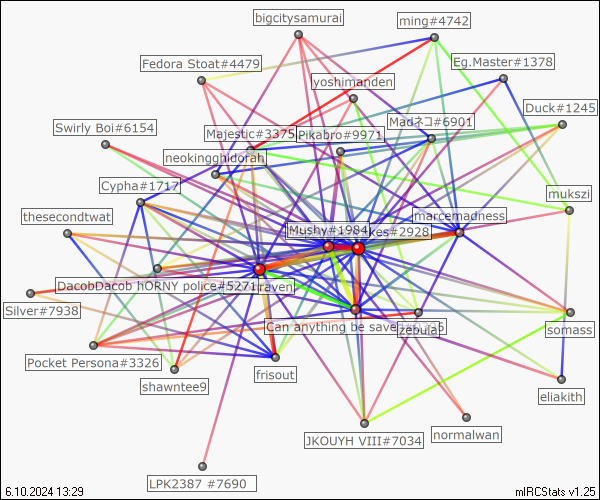 bigcitysamurai
ming#4742
Fedora Stoat#4479
Eg.Master#1378
yoshimanden
Duck#1245
Swirly Boi#6154
Majestic#3375
Pikabro#9971
Madネコ#6901
neokingghidorah
Cypha#1717
mukszi
thesecondtwat
Mushy#1984
kes#2928
marcemadness
DacobDacob hORNY police#5271
raven
Silver#7938
Can anything be save
zebula
somass
Pocket Persona#3326
shawntee9
frisout
eliakith
JKOUYH VIII#7034
normalwan
LPK2387 #7690
6.10.2024 13:29
mIRCStats v1.25